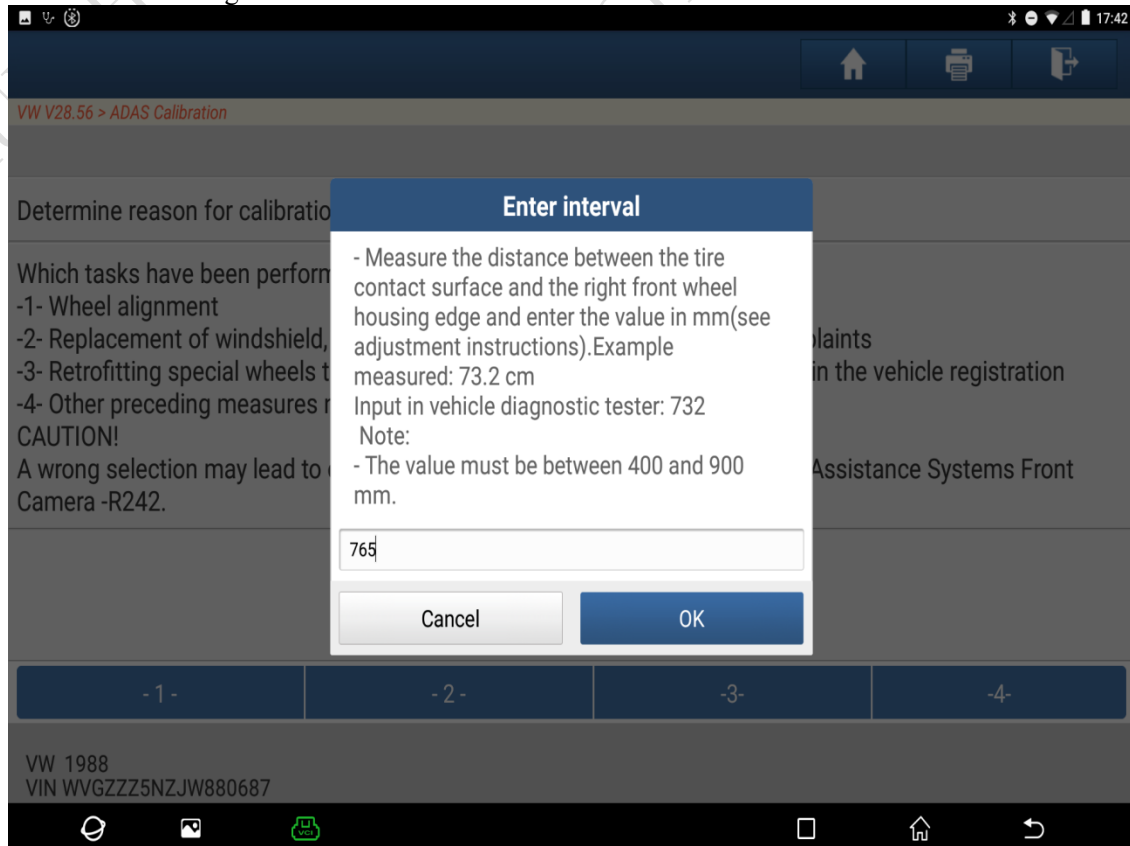 17:42
VW V28.56 > ADAS Calibration
Determine reason for calibratio
Enter interval
- Measure the distance between the tire
contact surface and the right front wheel
housing edge and enter the value in mm(see
adjustment instructions).Example
measured: 73.2 cm
Input in vehicle diagnostic tester: 732
Note:
- The value must be between 400 and 900
mm.
765
Cancel
OK
Which tasks have been perform
-1- Wheel alignment
-2- Replacement of windshield, plaints
-3- Retrofitting special wheels t in the vehicle registration
-4- Other preceding measures r
CAUTION!
A wrong selection may lead to Assistance Systems Front
Camera -R242.
- 1 -
- 2 -
-3-
-4-
VW 1988
VIN WVGZZZ5NZJW880687
VCI